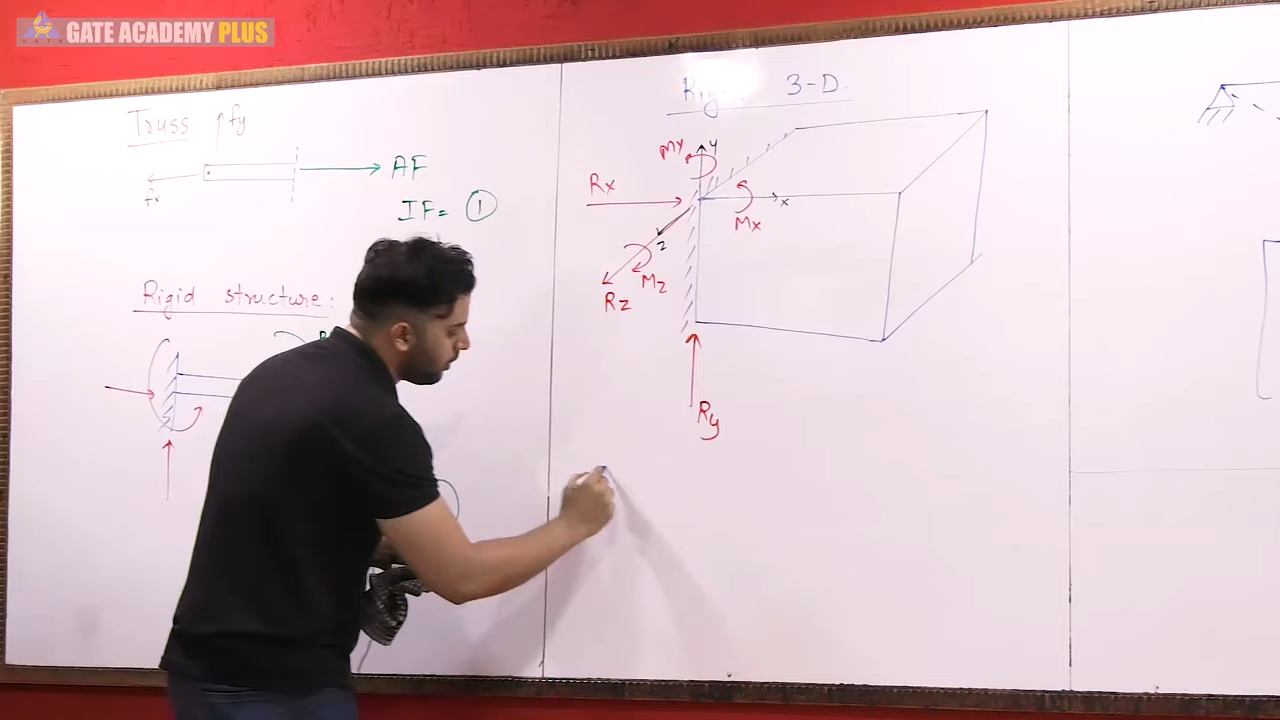 GATE ACADEMY PLUS
Truss
fy
fx
AF
IF = 1
Rigid structure:
3-D.
My
y
Rx
x
Mx
z
Mz
Rz
Ry